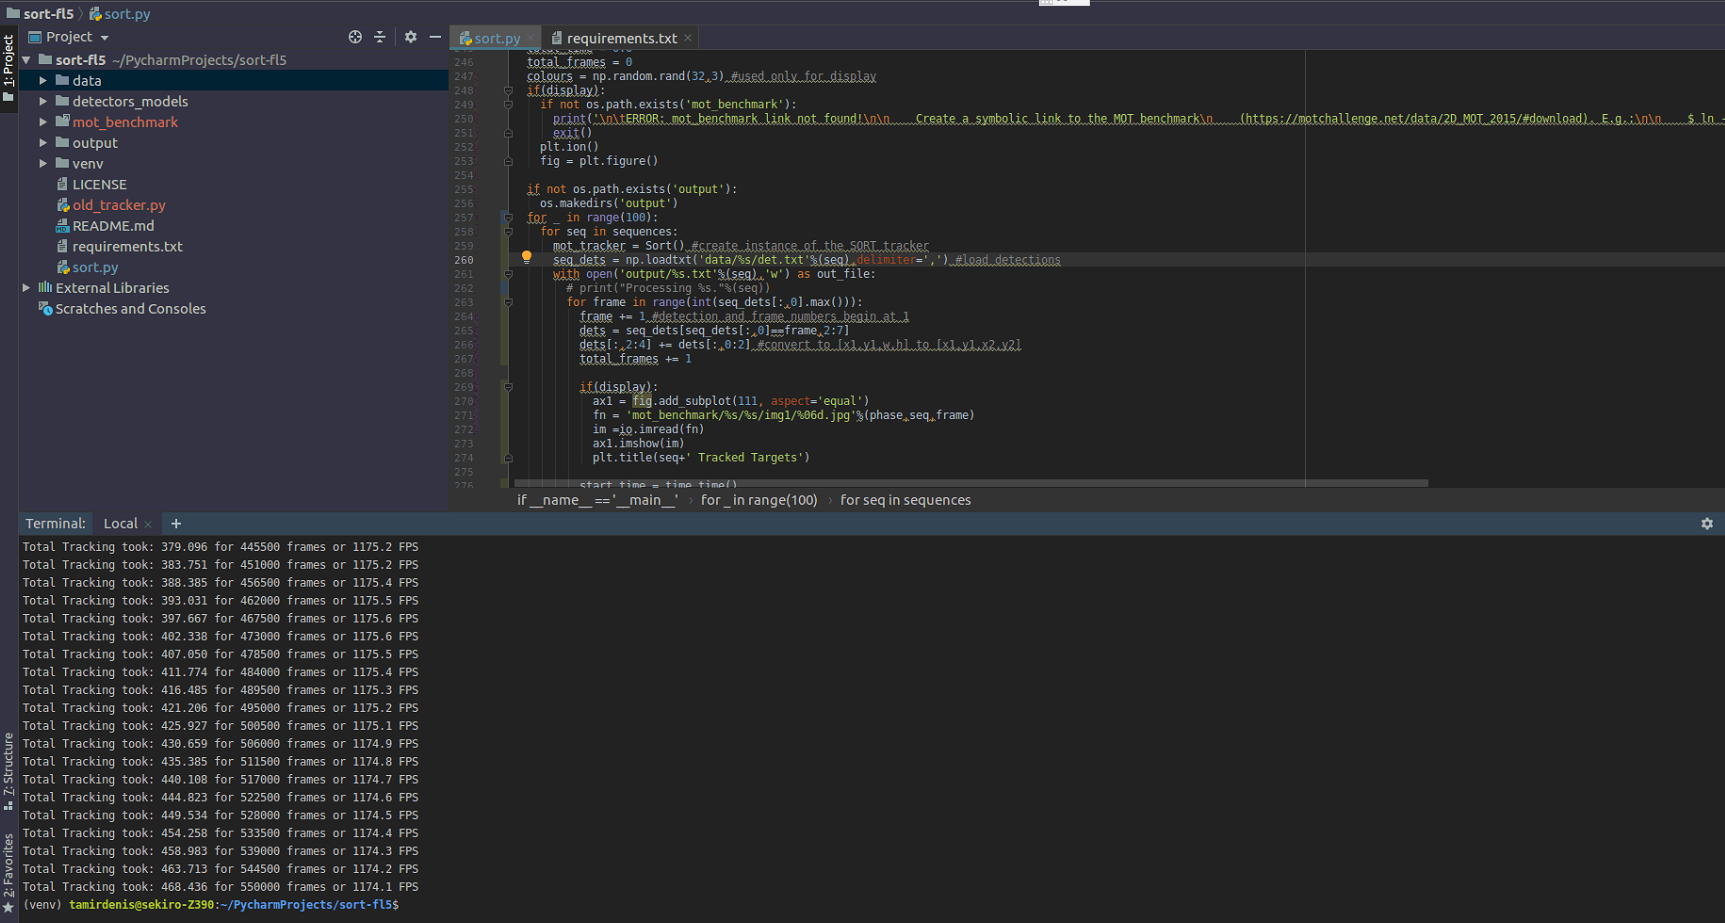 sort-fl5 › sort.py
Project
sort.py
requirements.txt
1: Project
sort-fl5 ~/PycharmProjects/sort-fl5
data
detectors_models
mot_benchmark
output
venv
LICENSE
old_tracker.py
README.md
requirements.txt
sort.py
External Libraries
Scratches and Consoles
246 total_frames = 0
247 colours = np.random.rand(32,3) #used only for display
248 if(display):
249 if not os.path.exists('mot_benchmark'):
250 print('\n\tERROR: mot_benchmark link not found!\n\n    Create a symbolic link to the MOT benchmark\n    (https://motchallenge.net/data/2D_MOT_2015/#download). E.g.:\n\n    $ ln -
251 exit()
252 plt.ion()
253 fig = plt.figure()
254
255 if not os.path.exists('output'):
256 os.makedirs('output')
257 for _ in range(100):
258 for seq in sequences:
259 mot_tracker = Sort() #create instance of the SORT tracker
260 seq_dets = np.loadtxt('data/%s/det.txt'%(seq),delimiter=',') #load detections
261 with open('output/%s.txt'%(seq),'w') as out_file:
262 # print("Processing %s."%(seq))
263 for frame in range(int(seq_dets[:,0].max())):
264 frame += 1 #detection and frame numbers begin at 1
265 dets = seq_dets[seq_dets[:,0]==frame,2:7]
266 dets[:,2:4] += dets[:,0:2] #convert to [x1,y1,w,h] to [x1,y1,x2,y2]
267 total_frames += 1
268
269 if(display):
270 ax1 = fig.add_subplot(111, aspect='equal')
271 fn = 'mot_benchmark/%s/%s/img1/%06d.jpg'%(phase,seq,frame)
272 im =io.imread(fn)
273 ax1.imshow(im)
274 plt.title(seq+' Tracked Targets')
275
276 start_time = time.time()
if __name__ == '__main__' › for _ in range(100) › for seq in sequences
Terminal: Local × +
Total Tracking took: 379.096 for 445500 frames or 1175.2 FPS
Total Tracking took: 383.751 for 451000 frames or 1175.2 FPS
Total Tracking took: 388.385 for 456500 frames or 1175.4 FPS
Total Tracking took: 393.031 for 462000 frames or 1175.5 FPS
Total Tracking took: 397.667 for 467500 frames or 1175.6 FPS
Total Tracking took: 402.338 for 473000 frames or 1175.6 FPS
Total Tracking took: 407.050 for 478500 frames or 1175.5 FPS
Total Tracking took: 411.774 for 484000 frames or 1175.4 FPS
Total Tracking took: 416.485 for 489500 frames or 1175.3 FPS
Total Tracking took: 421.206 for 495000 frames or 1175.2 FPS
Total Tracking took: 425.927 for 500500 frames or 1175.1 FPS
Total Tracking took: 430.659 for 506000 frames or 1174.9 FPS
Total Tracking took: 435.385 for 511500 frames or 1174.8 FPS
Total Tracking took: 440.108 for 517000 frames or 1174.7 FPS
Total Tracking took: 444.823 for 522500 frames or 1174.6 FPS
Total Tracking took: 449.534 for 528000 frames or 1174.5 FPS
Total Tracking took: 454.258 for 533500 frames or 1174.4 FPS
Total Tracking took: 458.983 for 539000 frames or 1174.3 FPS
Total Tracking took: 463.713 for 544500 frames or 1174.2 FPS
Total Tracking took: 468.436 for 550000 frames or 1174.1 FPS
(venv) tamirdenis@sekiro-Z390:~/PycharmProjects/sort-fl5$
7: Structure
2: Favorites